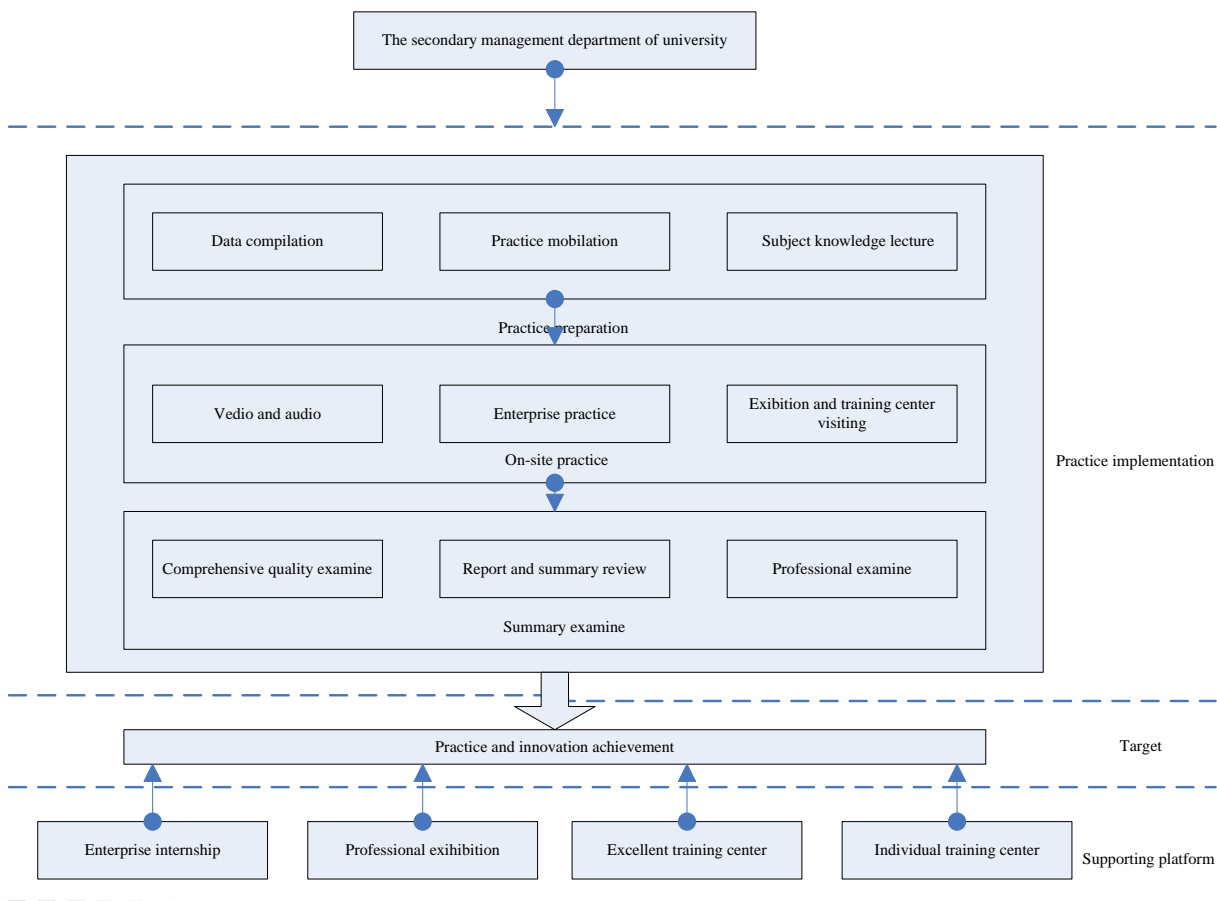 The secondary management department of university
Data compilation
Practice mobilation
Subject knowledge lecture
Practice preparation
Vedio and audio
Enterprise practice
Exibition and training center
visiting
On-site practice
Practice implementation
Comprehensive quality examine
Report and summary review
Professional examine
Summary examine
Practice and innovation achievement
Target
Enterprise internship
Professional exihibition
Excellent training center
Individual training center
Supporting platform